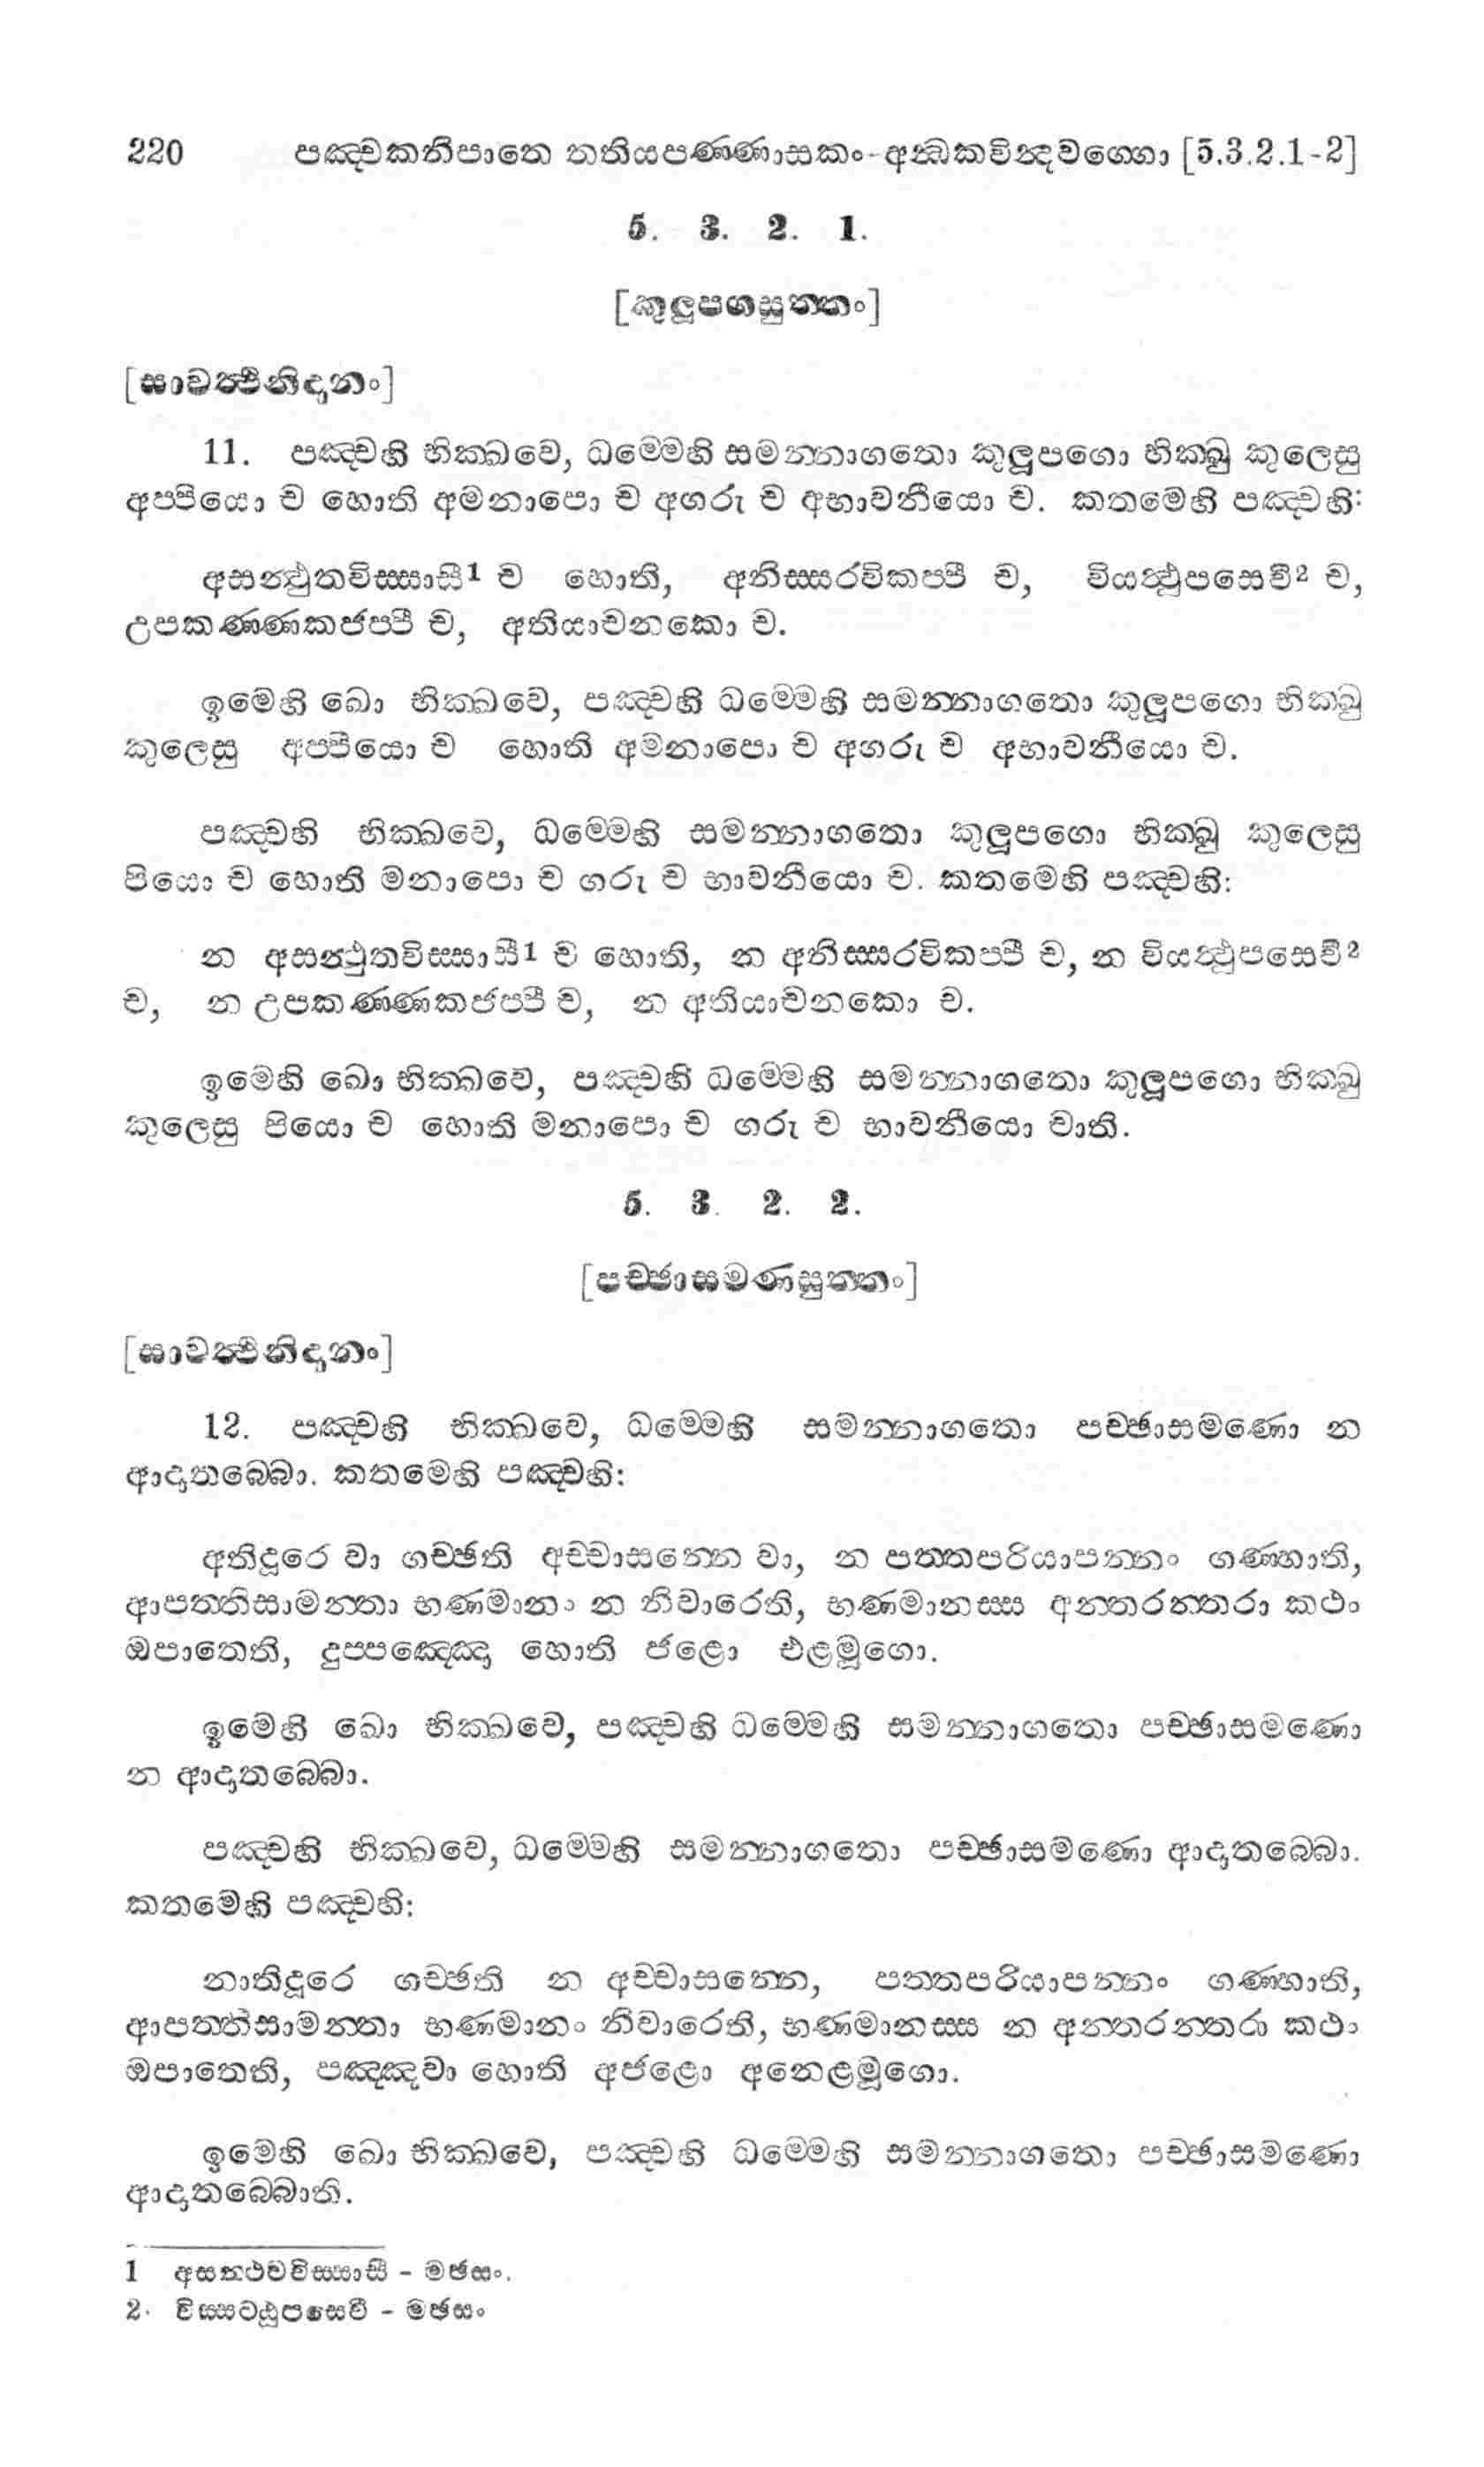 220 පඤ්චකනිපාතෙ තතියපණ්ණාසකං-අන්ධකවින්දවග්ගො [5.3.2.1-2]
5. 3. 2. 1.
[කුලූපගසුත්තං]
[සාවත්ථිනිදානං]
11. පඤ්චහි භික්ඛවෙ, ධම්මෙහි සමන්නාගතො කුලූපගො භික්ඛු කුලෙසු
අප්පියො ච හොති අමනාපො ච අගරු ච අභාවනීයො ච. කතමෙහි පඤ්චහි:
අසන්ථුතවිස්සාසී1 ච හොති, අනිස්සරවිකප්පී ච, වියත්ථුපසෙවී2 ච,
උපකණ්ණකජප්පී ච, අතියාචනකො ච.
ඉමෙහි ඛො භික්ඛවෙ, පඤ්චහි ධම්මෙහි සමන්නාගතො කුලූපගො භික්ඛු
කුලෙසු අප්පියො ච හොති අමනාපො ච අගරු ච අභාවනීයො ච.
පඤ්චහි භික්ඛවෙ, ධම්මෙහි සමන්නාගතො කුලූපගො භික්ඛු කුලෙසු
පියො ච හොති මනාපො ච ගරු ච භාවනීයො ච. කතමෙහි පඤ්චහි:
න අසන්ථුතවිස්සාසී1 ච හොති, න අනිස්සරවිකප්පී ච, න වියත්ථුපසෙවී2
ච, න උපකණ්ණකජප්පී ච, න අතියාචනකො ච.
ඉමෙහි ඛො භික්ඛවෙ, පඤ්චහි ධම්මෙහි සමන්නාගතො කුලූපගො භික්ඛු
කුලෙසු පියො ච හොති මනාපො ච ගරු ච භාවනීයො චාති.
5. 3. 2. 2.
[පච්ඡාසමණසුත්තං]
[සාවත්ථිනිදානං]
12. පඤ්චහි භික්ඛවෙ, ධම්මෙහි සමන්නාගතො පච්ඡාසමණො න
ආදාතබ්බො. කතමෙහි පඤ්චහි:
අතිදූරෙ වා ගච්ඡති අච්චාසන්නෙ වා, න පත්තපරියාපන්නං ගණ්හාති,
ආපත්තිසාමන්තා භණමානං න නිවාරෙති, භණමානස්ස අන්තරන්තරා කථං
ඔපාතෙති, දුප්පඤ්ඤො හොති ජළො එළමූගො.
ඉමෙහි ඛො භික්ඛවෙ, පඤ්චහි ධම්මෙහි සමන්නාගතො පච්ඡාසමණො
න ආදාතබ්බො.
පඤ්චහි භික්ඛවෙ, ධම්මෙහි සමන්නාගතො පච්ඡාසමණො ආදාතබ්බො.
කතමෙහි පඤ්චහි:
නාතිදූරෙ ගච්ඡති න අච්චාසන්නෙ, පත්තපරියාපන්නං ගණ්හාති,
ආපත්තිසාමන්තා භණමානං නිවාරෙති, භණමානස්ස න අන්තරන්තරා කථං
ඔපාතෙති, පඤ්ඤවා හොති අජළො අනෙළමූගො.
ඉමෙහි ඛො භික්ඛවෙ, පඤ්චහි ධම්මෙහි සමන්නාගතො පච්ඡාසමණො
ආදාතබ්බොති.
1 අසන්ථවවිස්සාසී - මඡසං.
2. විස්සටඨුපසෙවී - මඡසං